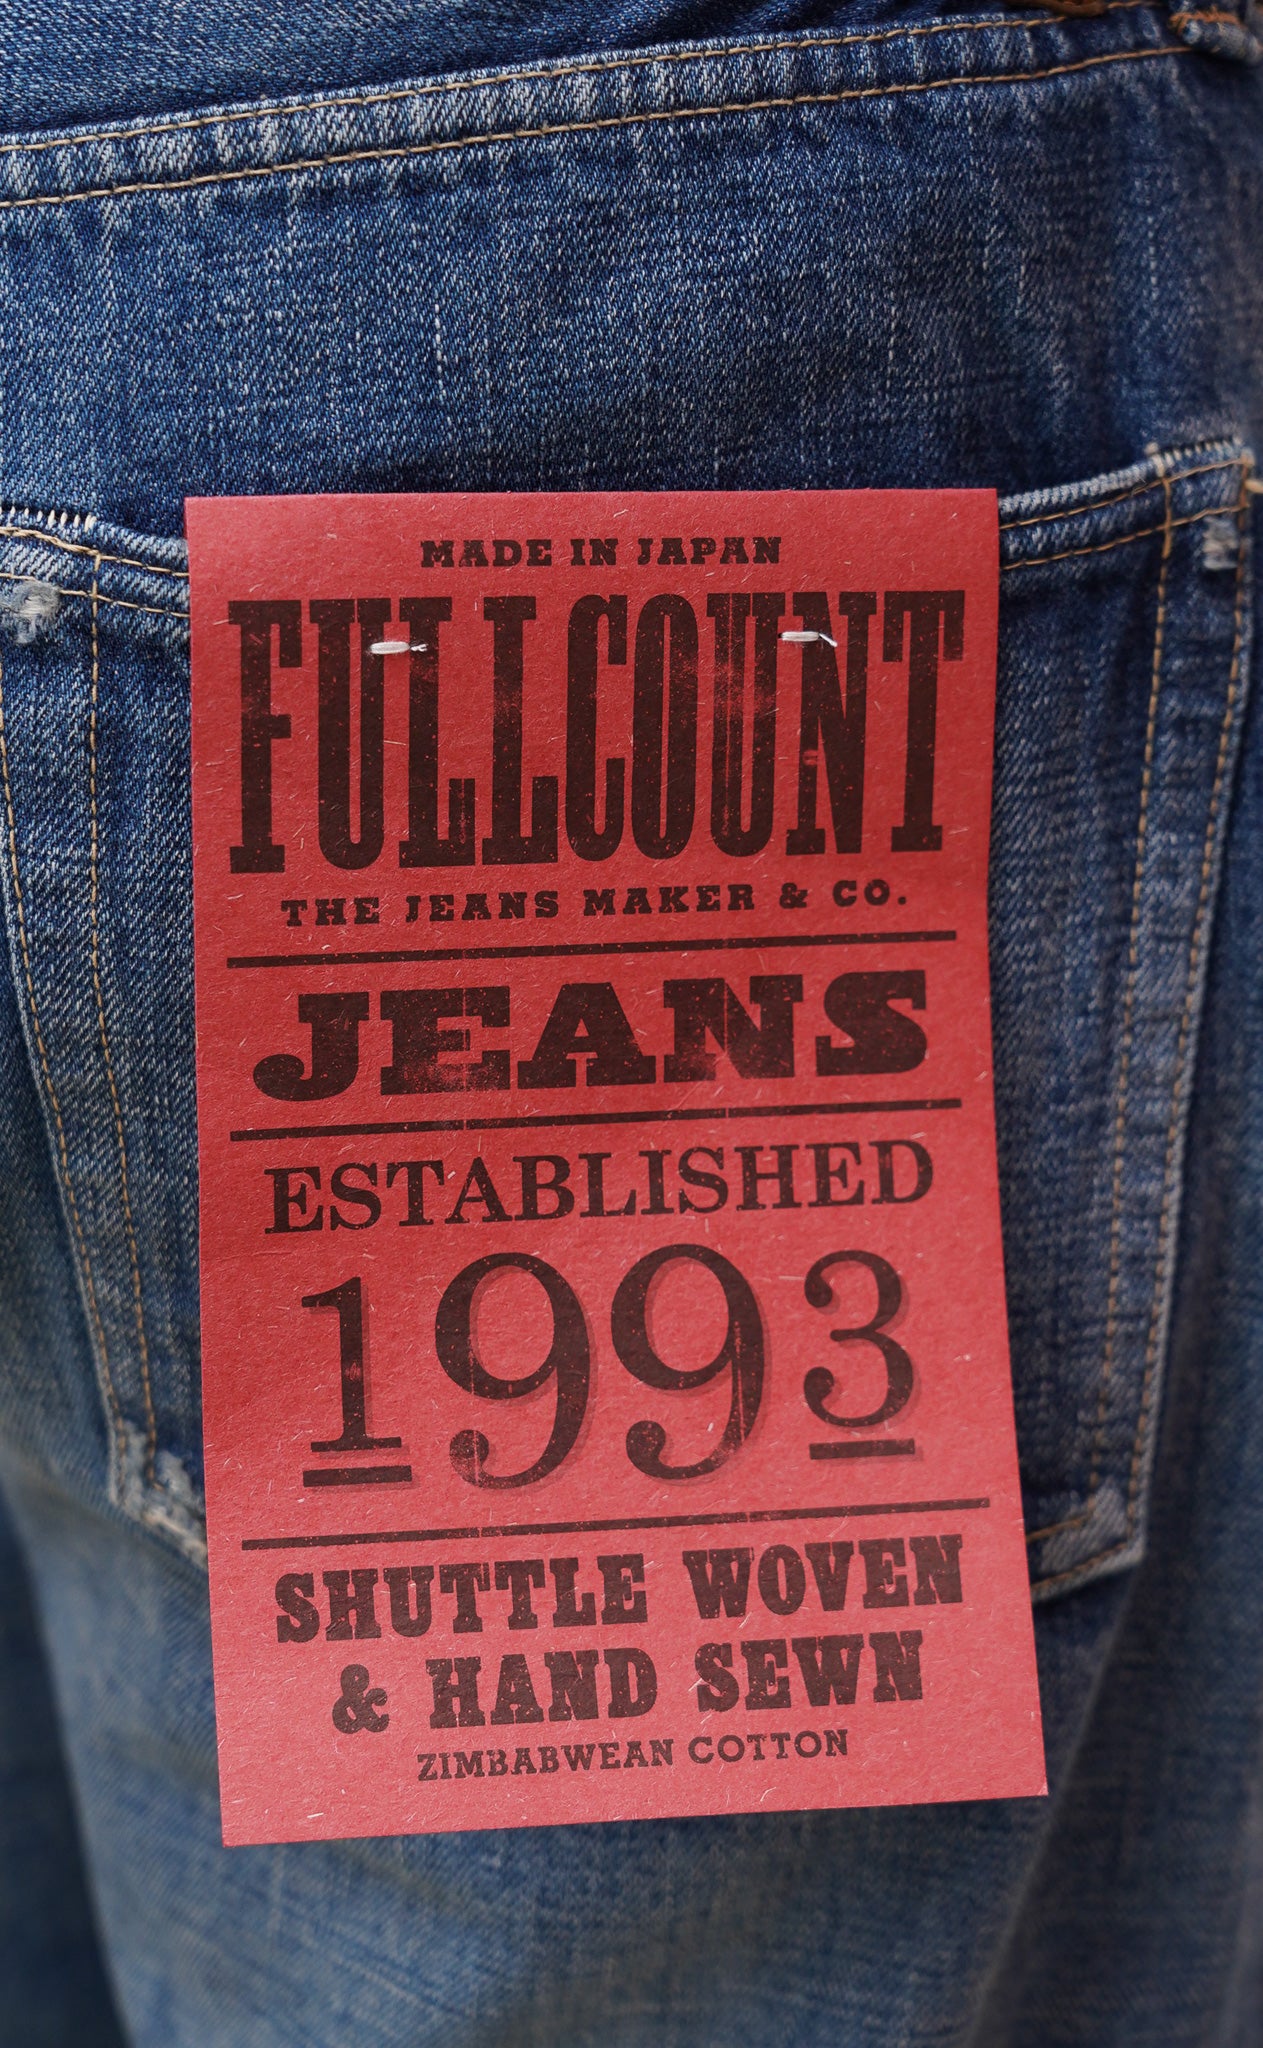 MADE IN JAPAN
FULLCOUNT
THE JEANS MAKER & CO.
JEANS
ESTABLISHED
1993
SHUTTLE WOVEN
& HAND SEWN
ZIMBABWEAN COTTON